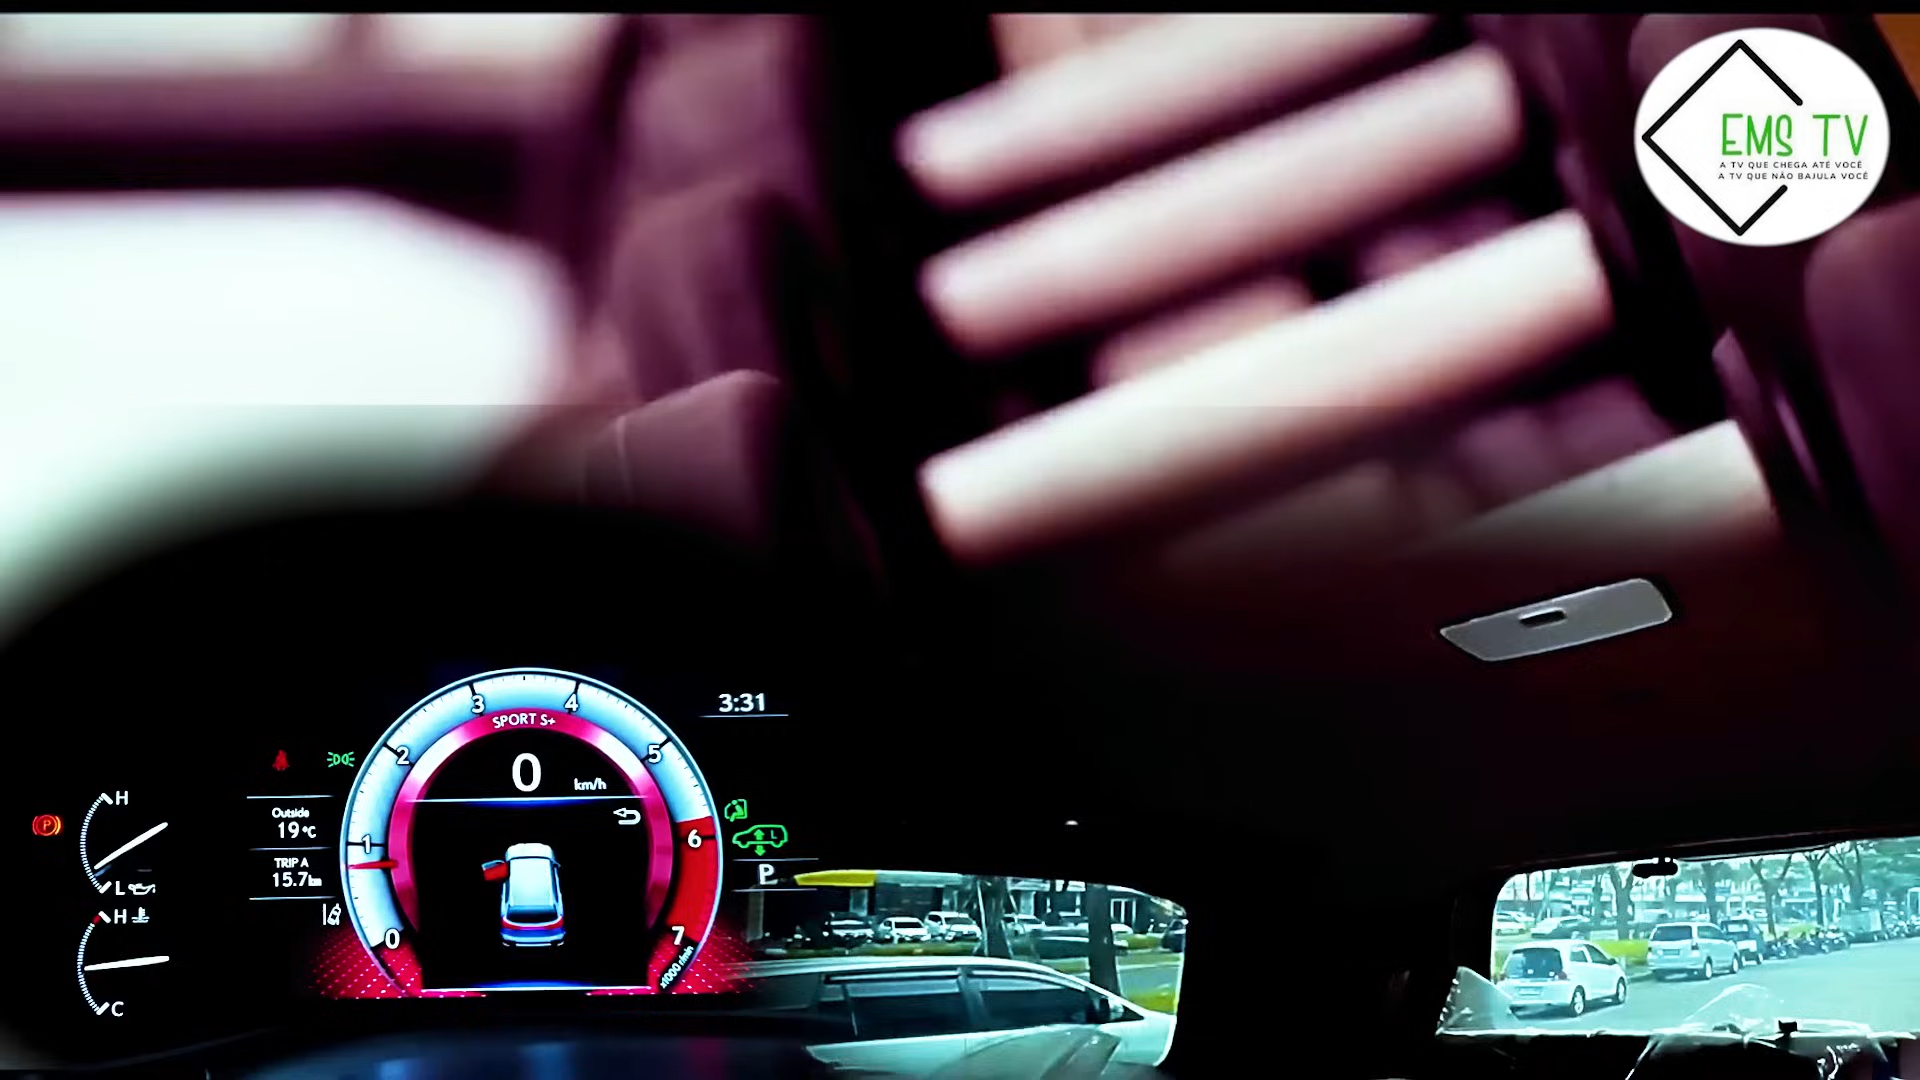 EMS TV
A TV QUE CHEGA ATÉ VOCÊ
A TV QUE NÃO BAJULA VOCÊ
3:31
3 4
SPORT S+
2 5
0
km/h
Outside
19°C
1 6
TRIP A
15.7km
P
0 7
x1000r/min
H
L
H
C
P
L